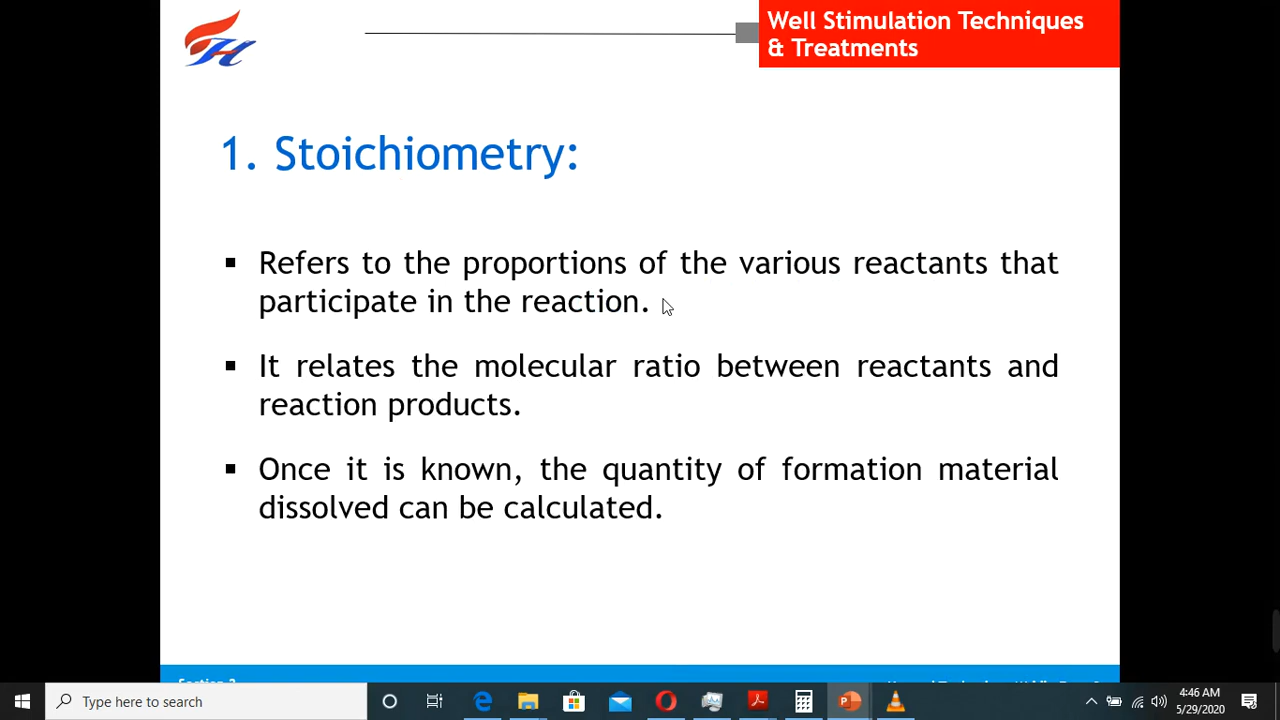 Well Stimulation Techniques
& Treatments
1. Stoichiometry:
▪ Refers to the proportions of the various reactants that
participate in the reaction.
▪ It relates the molecular ratio between reactants and
reaction products.
▪ Once it is known, the quantity of formation material
dissolved can be calculated.
Type here to search
4:46 AM
5/29/2020